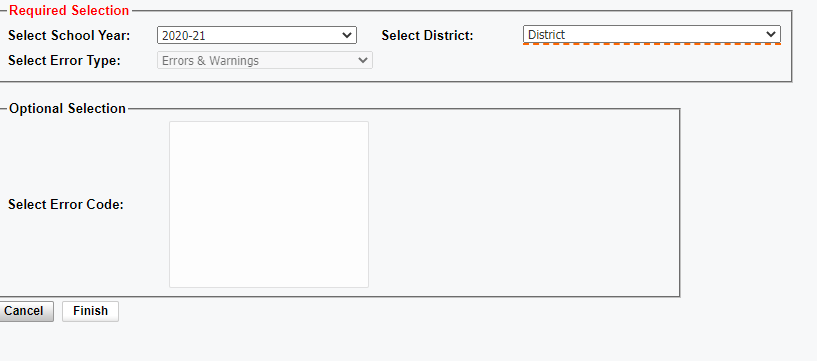 Required Selection
Select School Year: 2020-21 Select District: District
Select Error Type: Errors & Warnings
Optional Selection
Select Error Code:
Cancel Finish